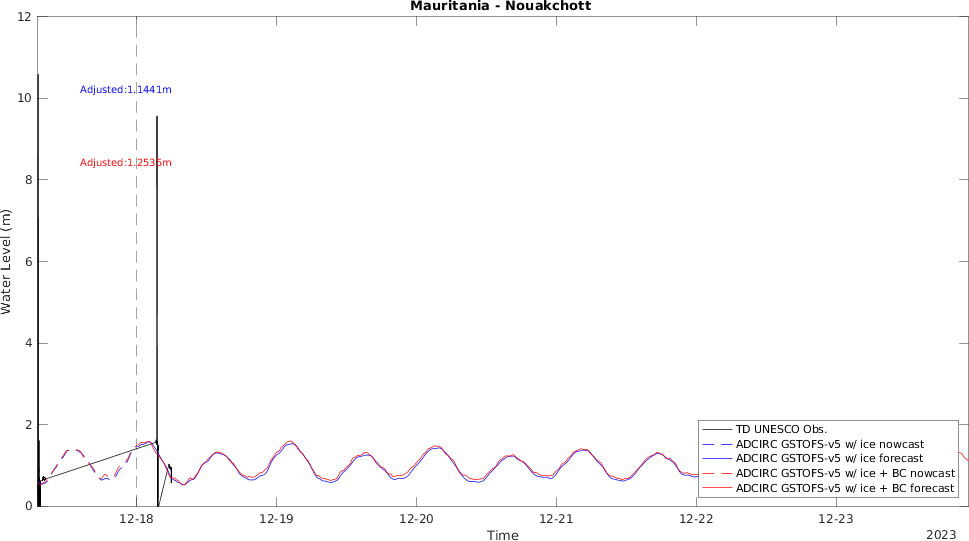 Mauritania - Nouakchott
12
10
8
6
4
2
0
Water Level (m)
Adjusted:1.1441m
Adjusted:1.2535m
TD UNESCO Obs.
ADCIRC GSTOFS-v5 w/ ice nowcast
ADCIRC GSTOFS-v5 w/ ice forecast
ADCIRC GSTOFS-v5 w/ ice + BC nowcast
ADCIRC GSTOFS-v5 w/ ice + BC forecast
12-18
12-19
12-20
12-21
12-22
12-23
Time
2023